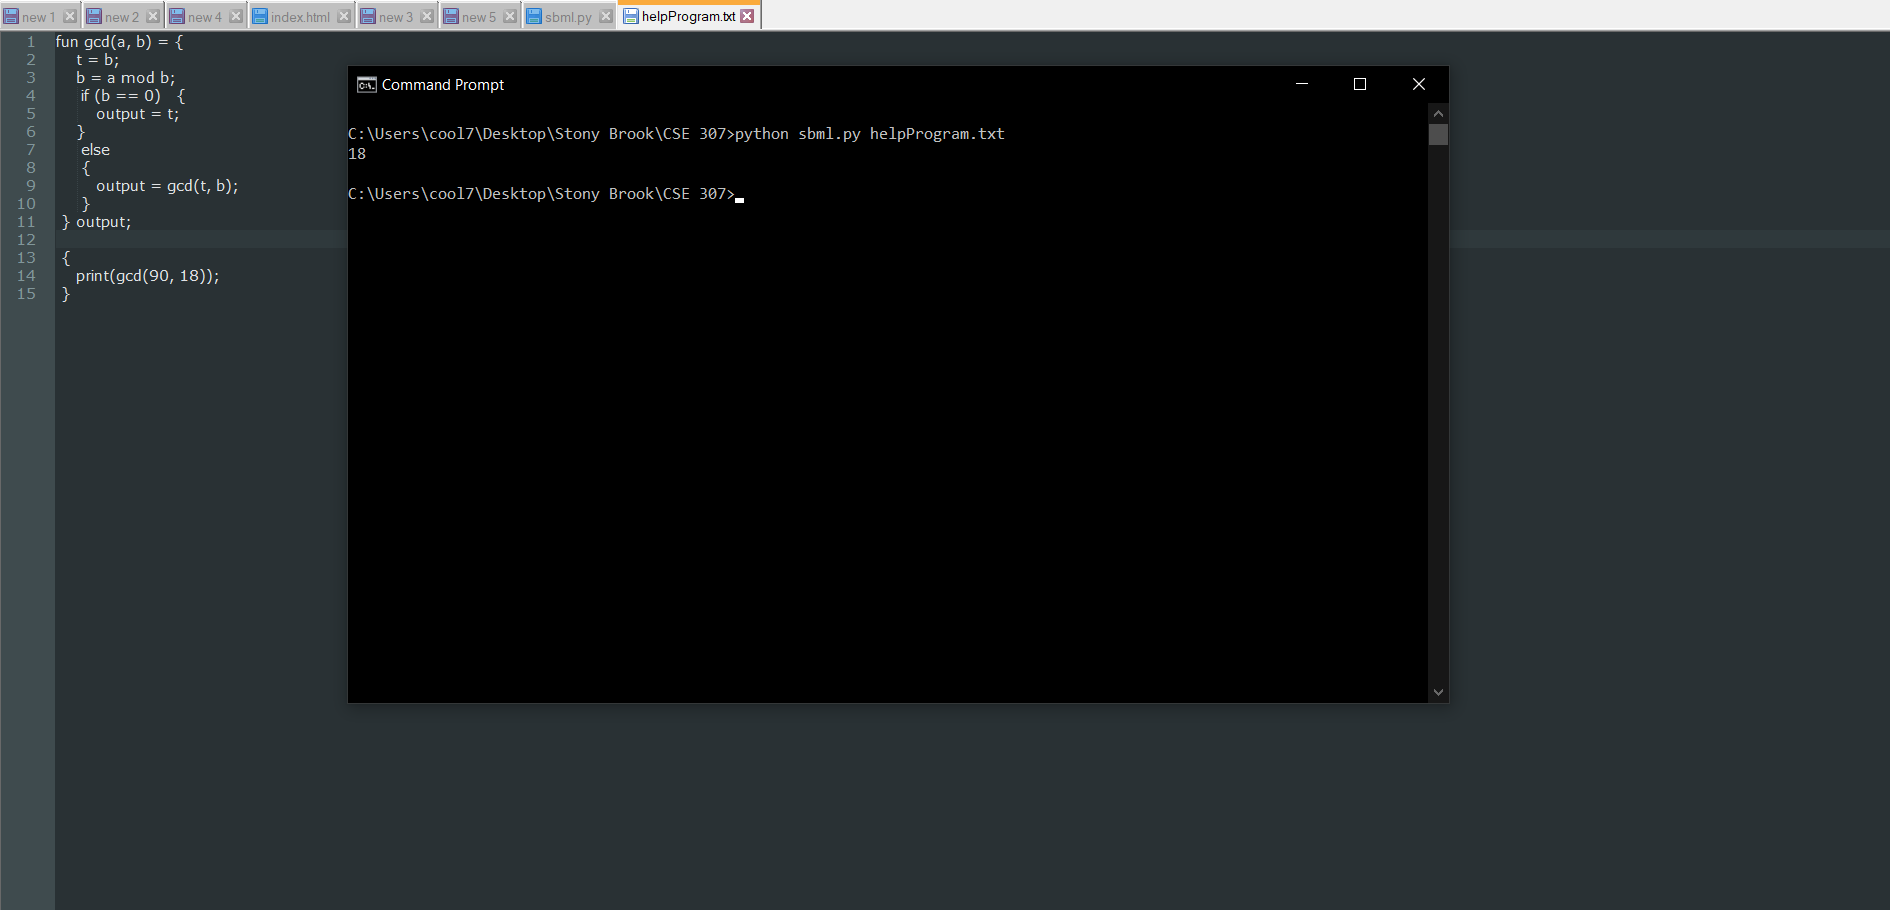 new 1 new 2 new 4 index.html new 3 new 5 sbml.py helpProgram.txt
1 fun gcd(a, b) = {
2 t = b;
3 b = a mod b;
4 if (b == 0) {
5 output = t;
6 }
7 else
8 {
9 output = gcd(t, b);
10 }
11 } output;
12
13 {
14 print(gcd(90, 18));
15 }
C:\. Command Prompt
C:\Users\cool7\Desktop\Stony Brook\CSE 307>python sbml.py helpProgram.txt
18
C:\Users\cool7\Desktop\Stony Brook\CSE 307>